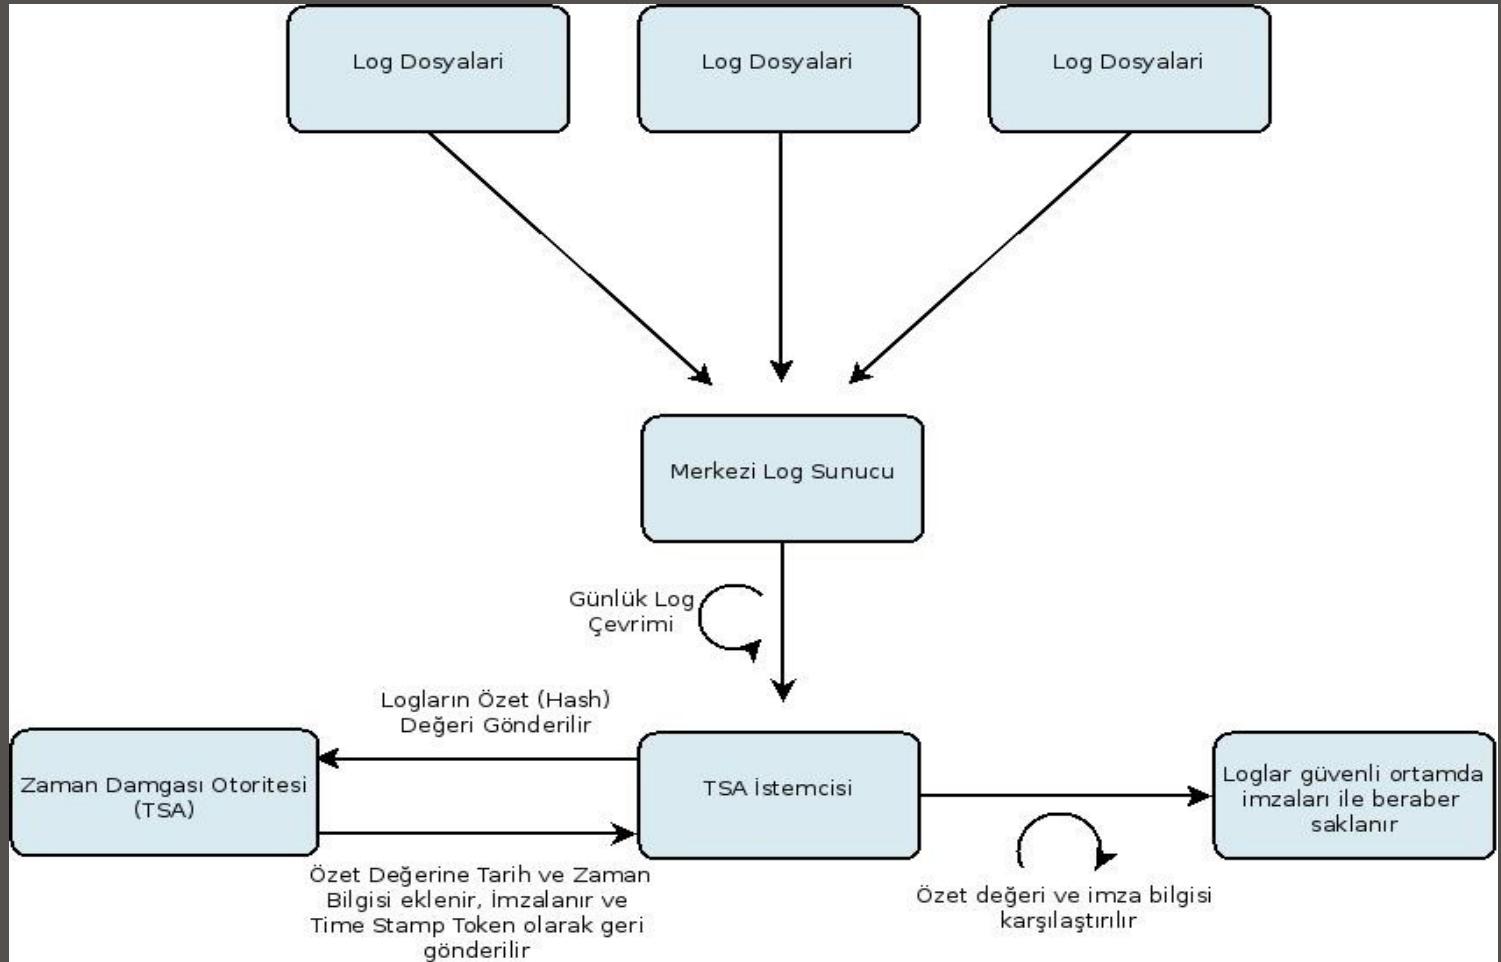 Log Dosyalari
Log Dosyalari
Log Dosyalari
Merkezi Log Sunucu
Günlük Log
Çevrimi
Logların Özet (Hash)
Değeri Gönderilir
Zaman Damgası Otoritesi
(TSA)
TSA İstemcisi
Loglar güvenli ortamda
imzaları ile beraber
saklanır
Özet Değerine Tarih ve Zaman
Bilgisi eklenir, İmzalanır ve
Time Stamp Token olarak geri
gönderilir
Özet değeri ve imza bilgisi
karşılaştırılır